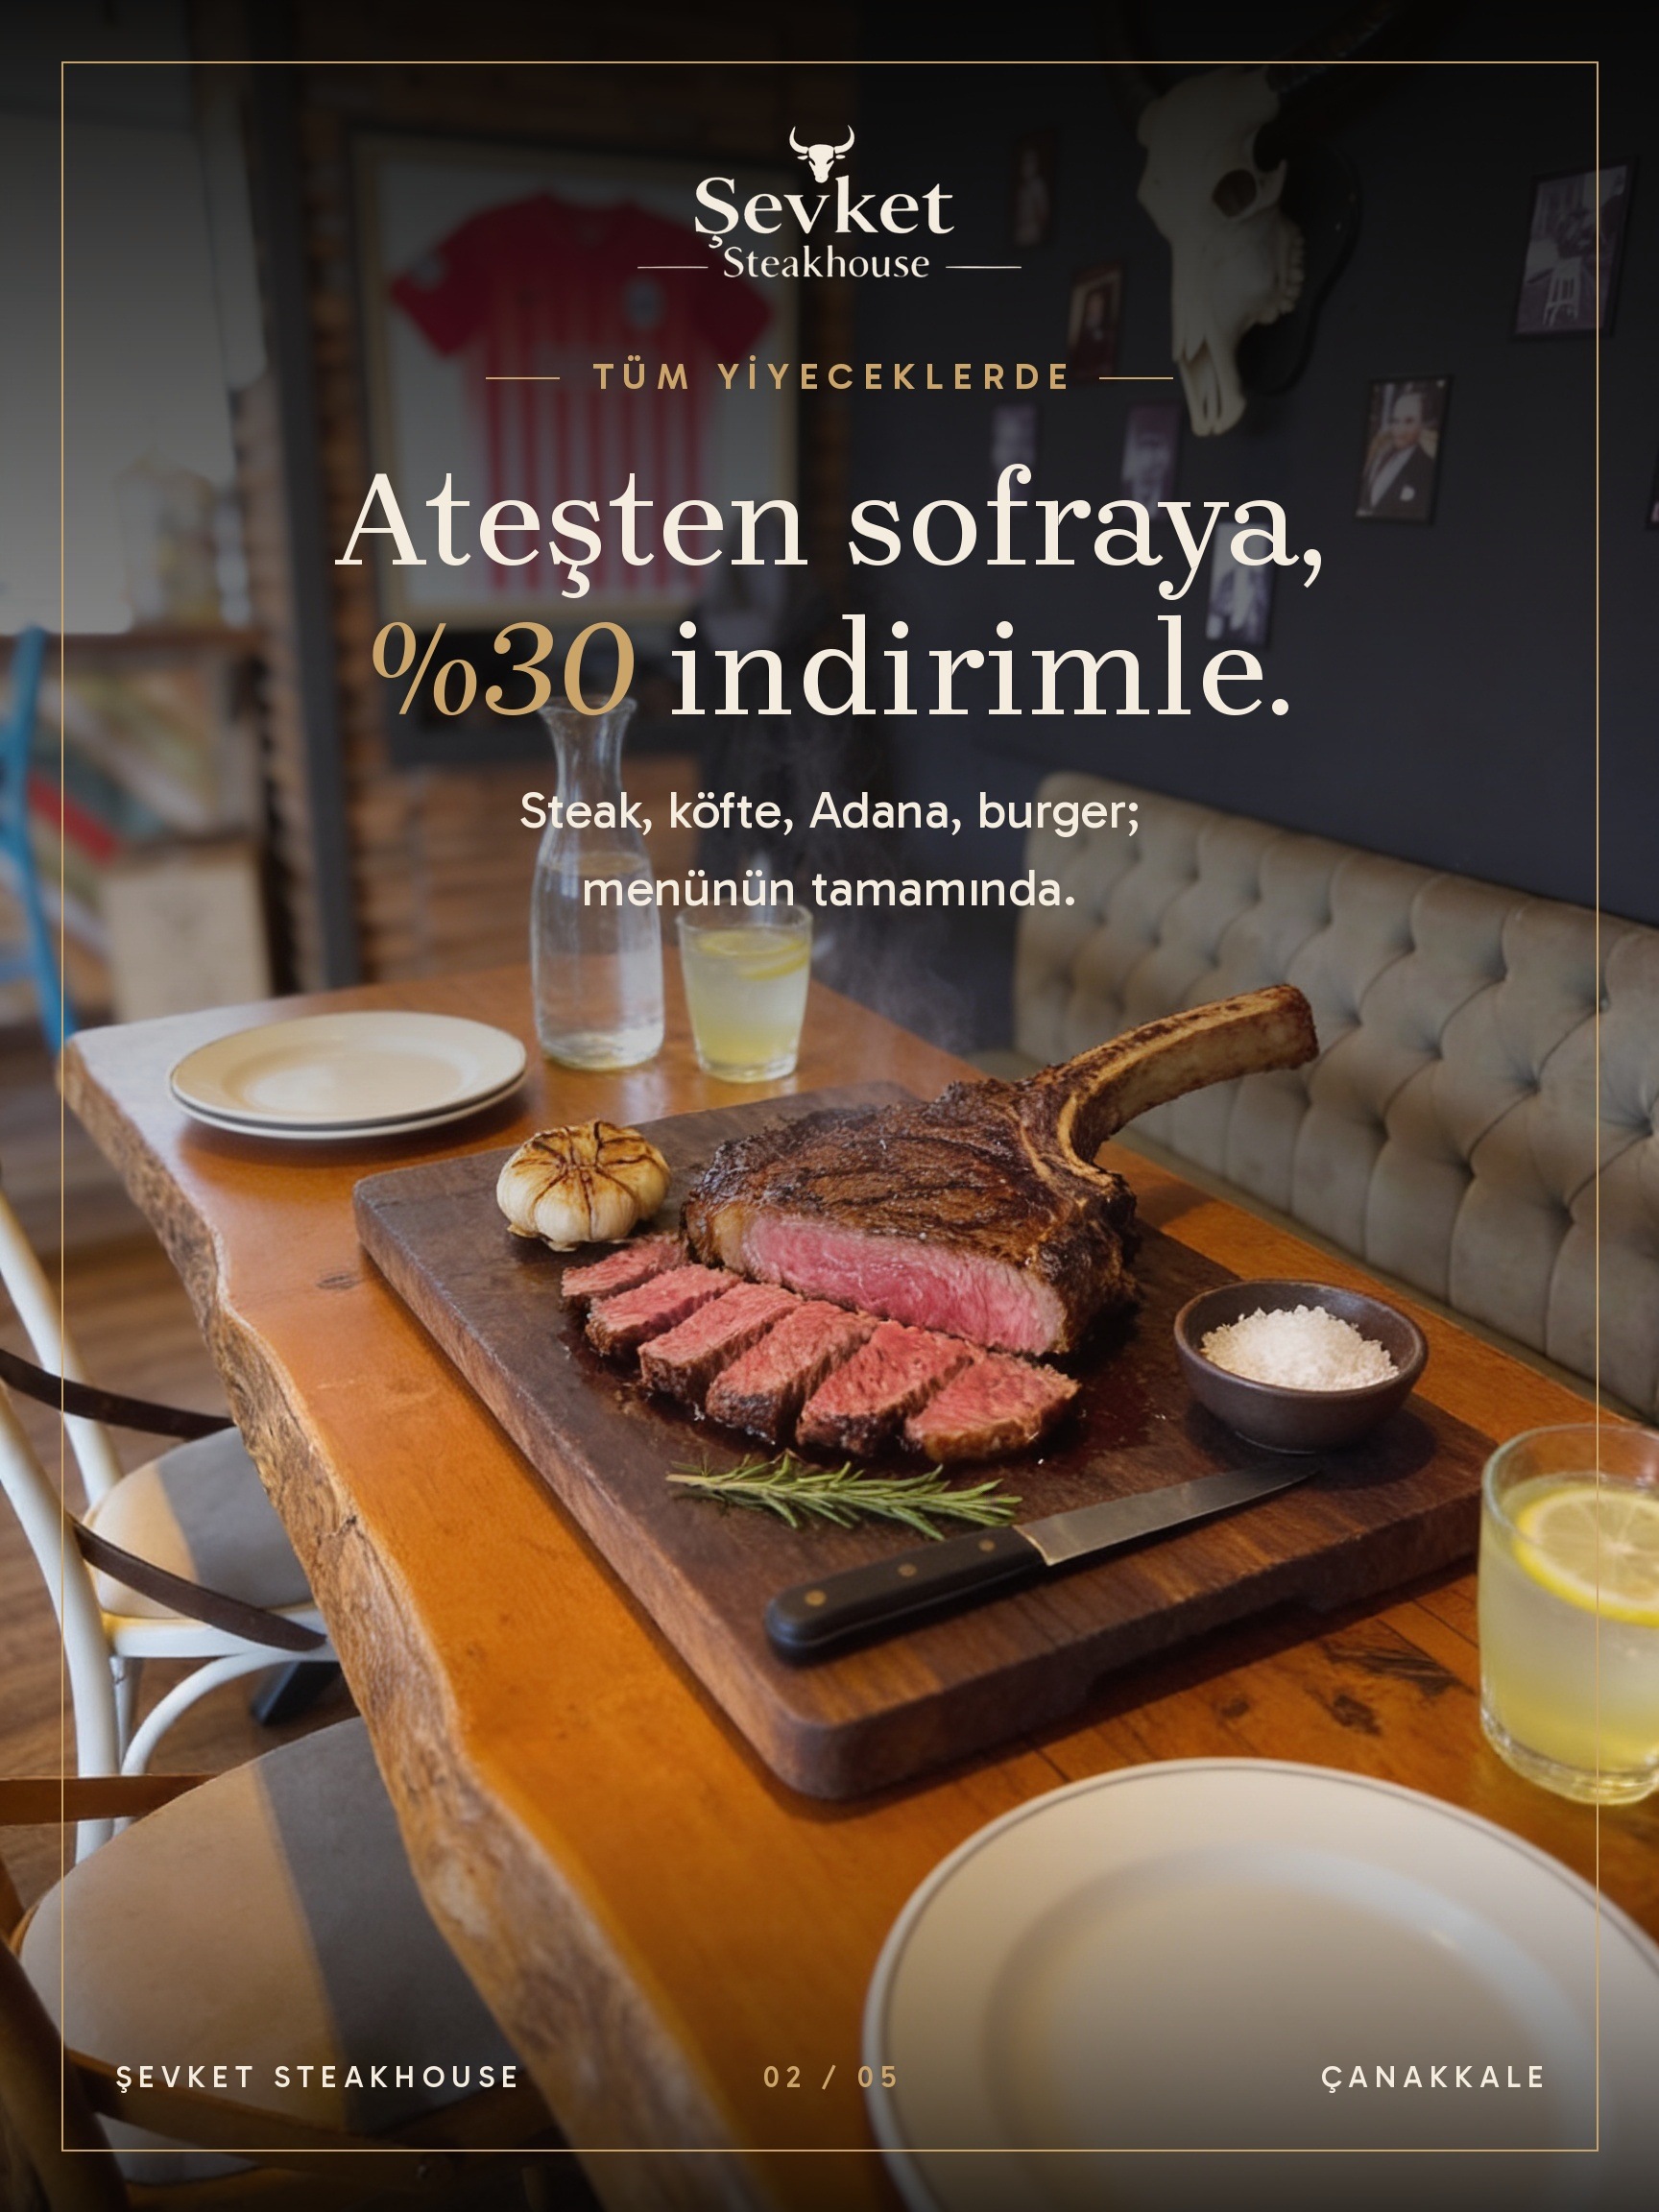 Şevket
Steakhouse
TÜM YİYECEKLERDE
Ateşten sofraya,
%30 indirimle.
Steak, köfte, Adana, burger;
menünün tamamında.
ŞEVKET STEAKHOUSE
02 / 05
ÇANAKKALE